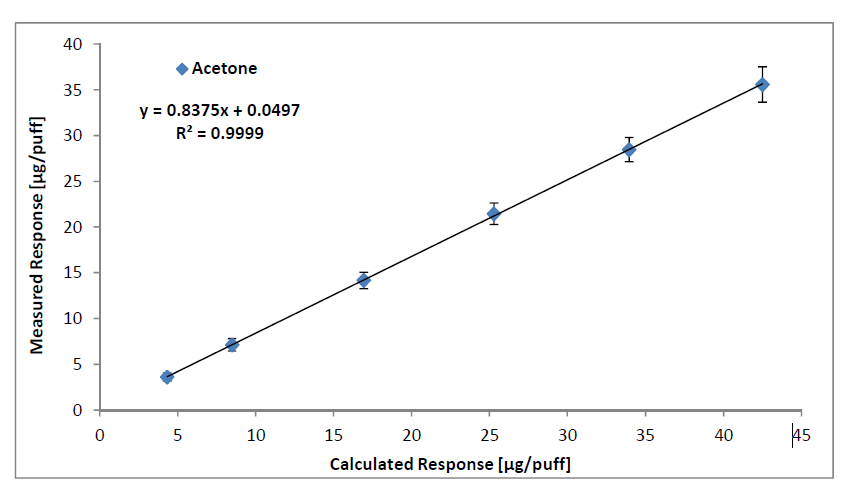 Acetone
y = 0.8375x + 0.0497
R² = 0.9999
Measured Response [µg/puff]
40
35
30
25
20
15
10
5
0
0 5 10 15 20 25 30 35 40 45
Calculated Response [µg/puff]